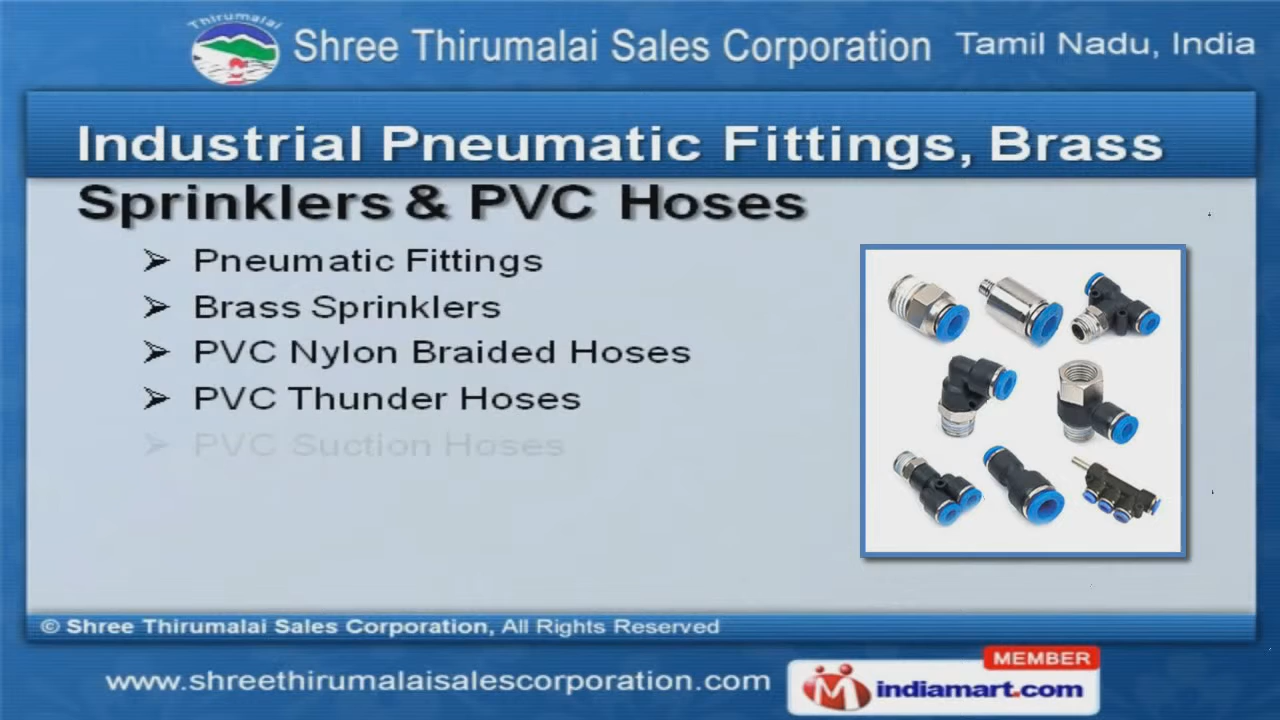 Thirumalai
Shree Thirumalai Sales Corporation
Tamil Nadu, India
Industrial Pneumatic Fittings, Brass
Sprinklers & PVC Hoses
➢ Pneumatic Fittings
➢ Brass Sprinklers
➢ PVC Nylon Braided Hoses
➢ PVC Thunder Hoses
➢ PVC Suction Hoses
© Shree Thirumalai Sales Corporation, All Rights Reserved
www.shreethirumalaisalescorporation.com
MEMBER
indiamart.com